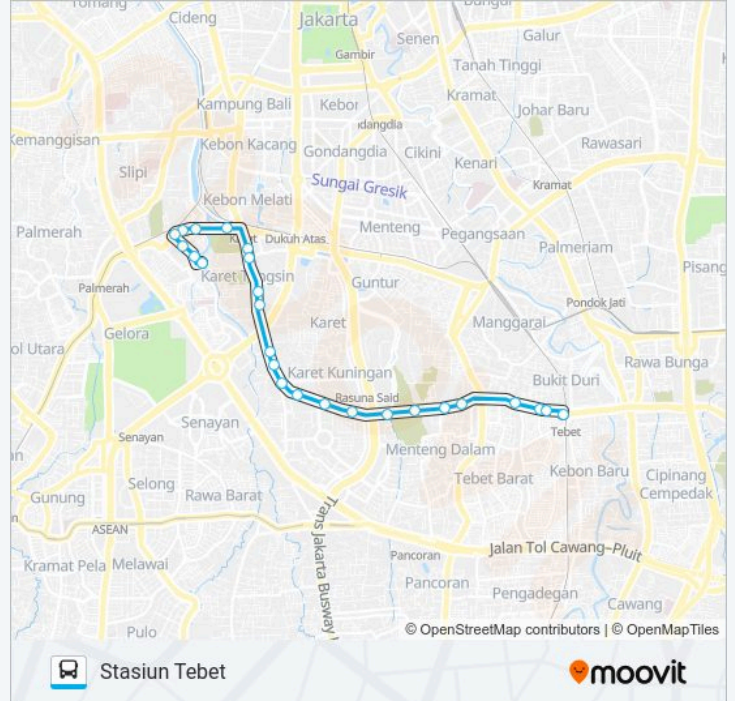 Tomang
Cideng
Jakarta
Senen
Galur
Gambir
Tanah Tinggi
Kampung Bali
Kebor
Kramat
Johar Baru
Kemanggisan
Kebon Kacang
Gondangdia
Cikini
Rawasari
Kenari
Slipi
Sungai Gresik
Kramat
Kebon Melati
Palmerah
Menteng
Pegangsaan
Dukuh Atas
Palmeriam
Guntur
Palmerah
Pondok Jati
Karet
Manggarai
Gelora
ol Utara
Rawa Bunga
Karet Kuningan
Bukit Duri
Rasuna Said
Senayan
Senayan
Tebet
Menteng Dalam
Kebon Baru
Cipinang
Cempedak
Selong
Tebet Barat
Gunung
Rawa Barat
ASEAN
Trans Jakarta Busway
Jalan Tol Cawang–Pluit
Kramat Pela
Melawai
Pancoran
Pancoran
Pengadegan
Cawang
Pulo
© OpenStreetMap contributors | © OpenMapTiles
Stasiun Tebet
moovit